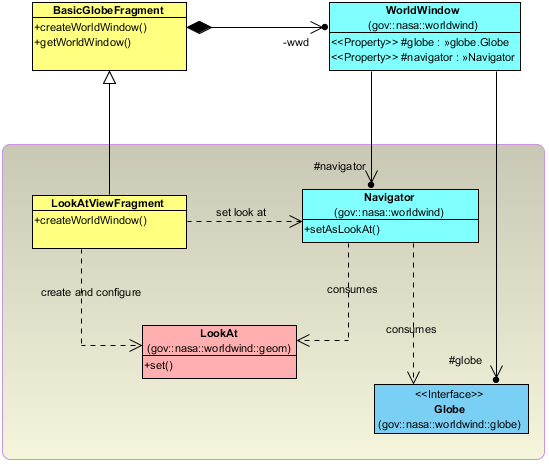 BasicGlobeFragment
+createWorldWindow()
+getWorldWindow()
-wwd
WorldWindow
(gov::nasa::worldwind)
<<Property>> #globe : »globe.Globe
<<Property>> #navigator : »Navigator
#navigator
LookAtViewFragment
+createWorldWindow()
set look at
Navigator
(gov::nasa::worldwind)
+setAsLookAt()
create and configure
consumes
consumes
LookAt
(gov::nasa::worldwind::geom)
+set()
#globe
<<Interface>>
Globe
(gov::nasa::worldwind::globe)